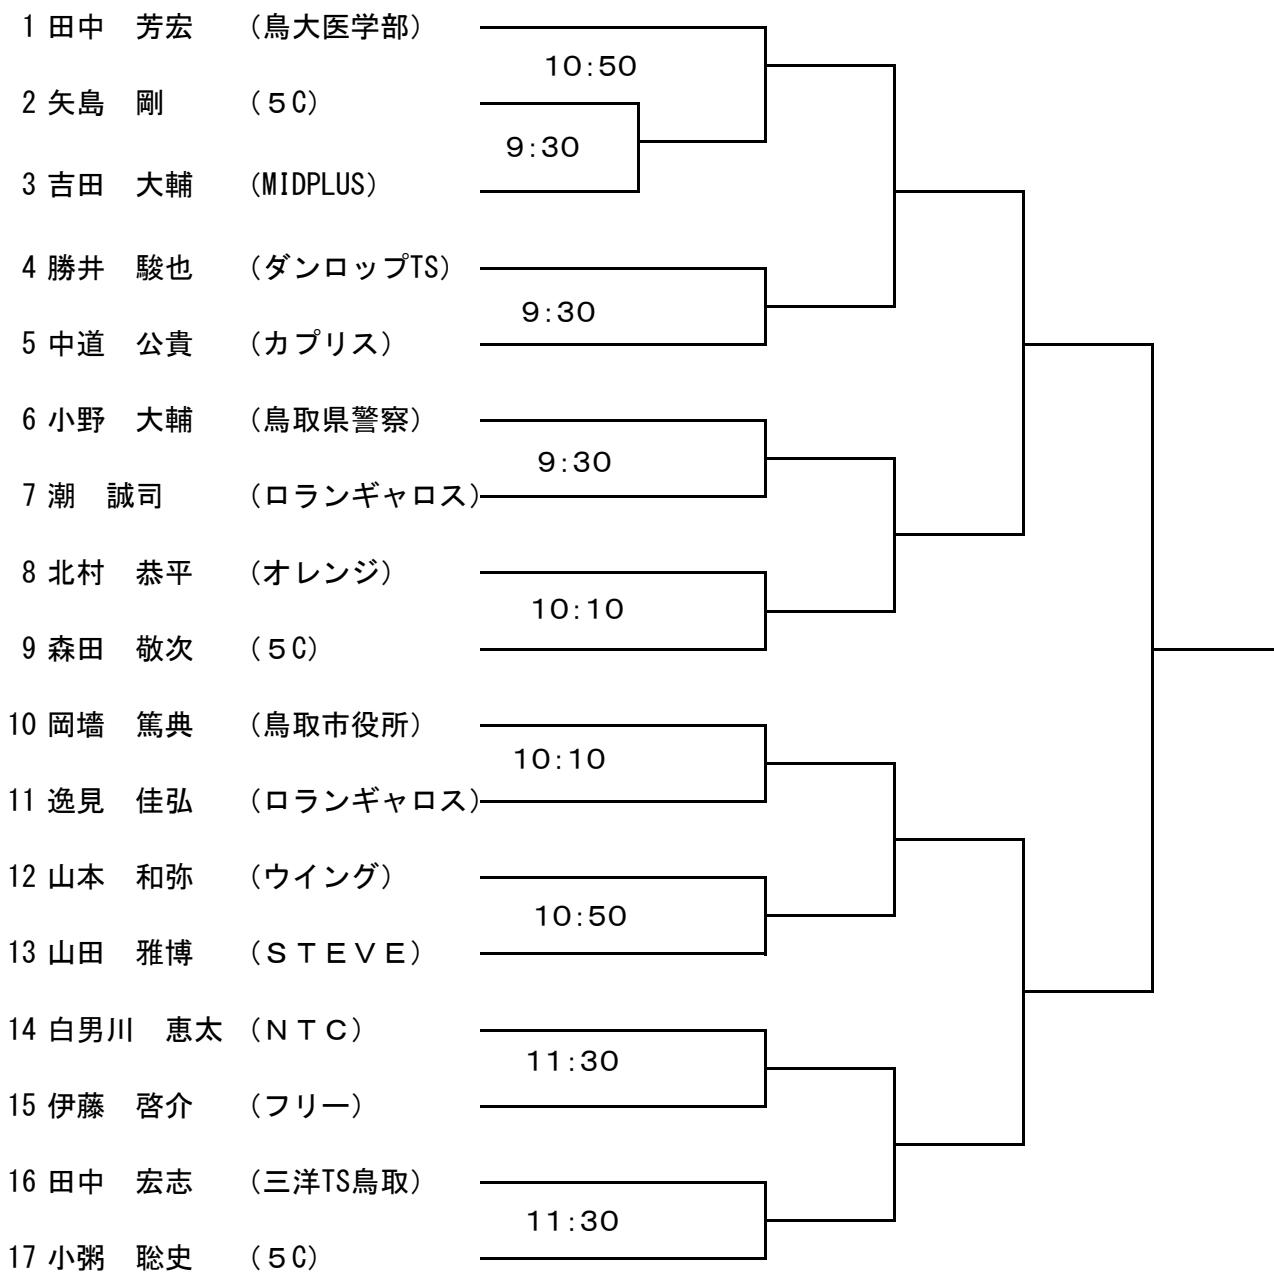 1 田中　芳宏　（鳥大医学部）
10:50
2 矢島　剛　（５C）
9:30
3 吉田　大輔　（MIDPLUS）
4 勝井　駿也　（ダンロップTS）
9:30
5 中道　公貴　（カプリス）
6 小野　大輔　（鳥取県警察）
9:30
7 潮　誠司　（ロランギャロス）
8 北村　恭平　（オレンジ）
10:10
9 森田　敬次　（５C）
10 岡墻　篤典　（鳥取市役所）
10:10
11 逸見　佳弘　（ロランギャロス）
12 山本　和弥　（ウイング）
10:50
13 山田　雅博　（ＳＴＥＶＥ）
14 白男川　恵太　（ＮＴＣ）
11:30
15 伊藤　啓介　（フリー）
16 田中　宏志　（三洋TS鳥取）
11:30
17 小粥　聡史　（５C）